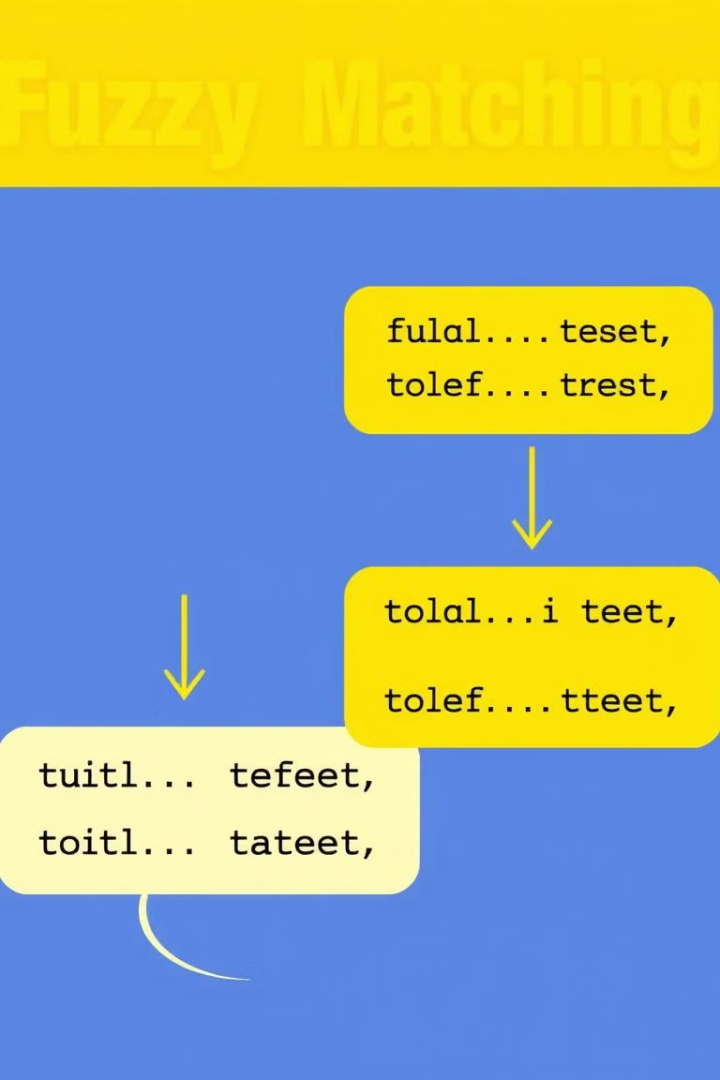 Fuzzy Matching
fulal....teset,
tolef....trest,
tolal...i teet,
tolef....tteet,
tuitl... tefeet,
toitl... tateet,